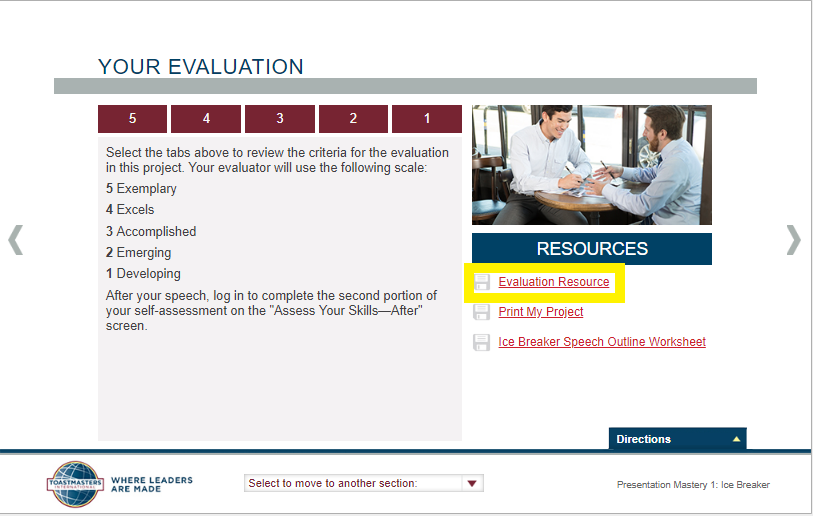 YOUR EVALUATION
5 4 3 2 1
Select the tabs above to review the criteria for the evaluation
in this project. Your evaluator will use the following scale:
5 Exemplary
4 Excels
3 Accomplished
2 Emerging
1 Developing
After your speech, log in to complete the second portion of
your self-assessment on the "Assess Your Skills—After"
screen.
RESOURCES
Evaluation Resource
Print My Project
Ice Breaker Speech Outline Worksheet
Directions
TOASTMASTERS
INTERNATIONAL
WHERE LEADERS
ARE MADE
Select to move to another section:
Presentation Mastery 1: Ice Breaker